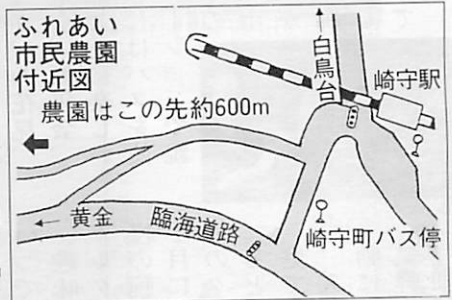 ふれあい
市民農園
付近図
農園はこの先約600m
白鳥台
崎守駅
黄金
臨海道路
崎守町バス停